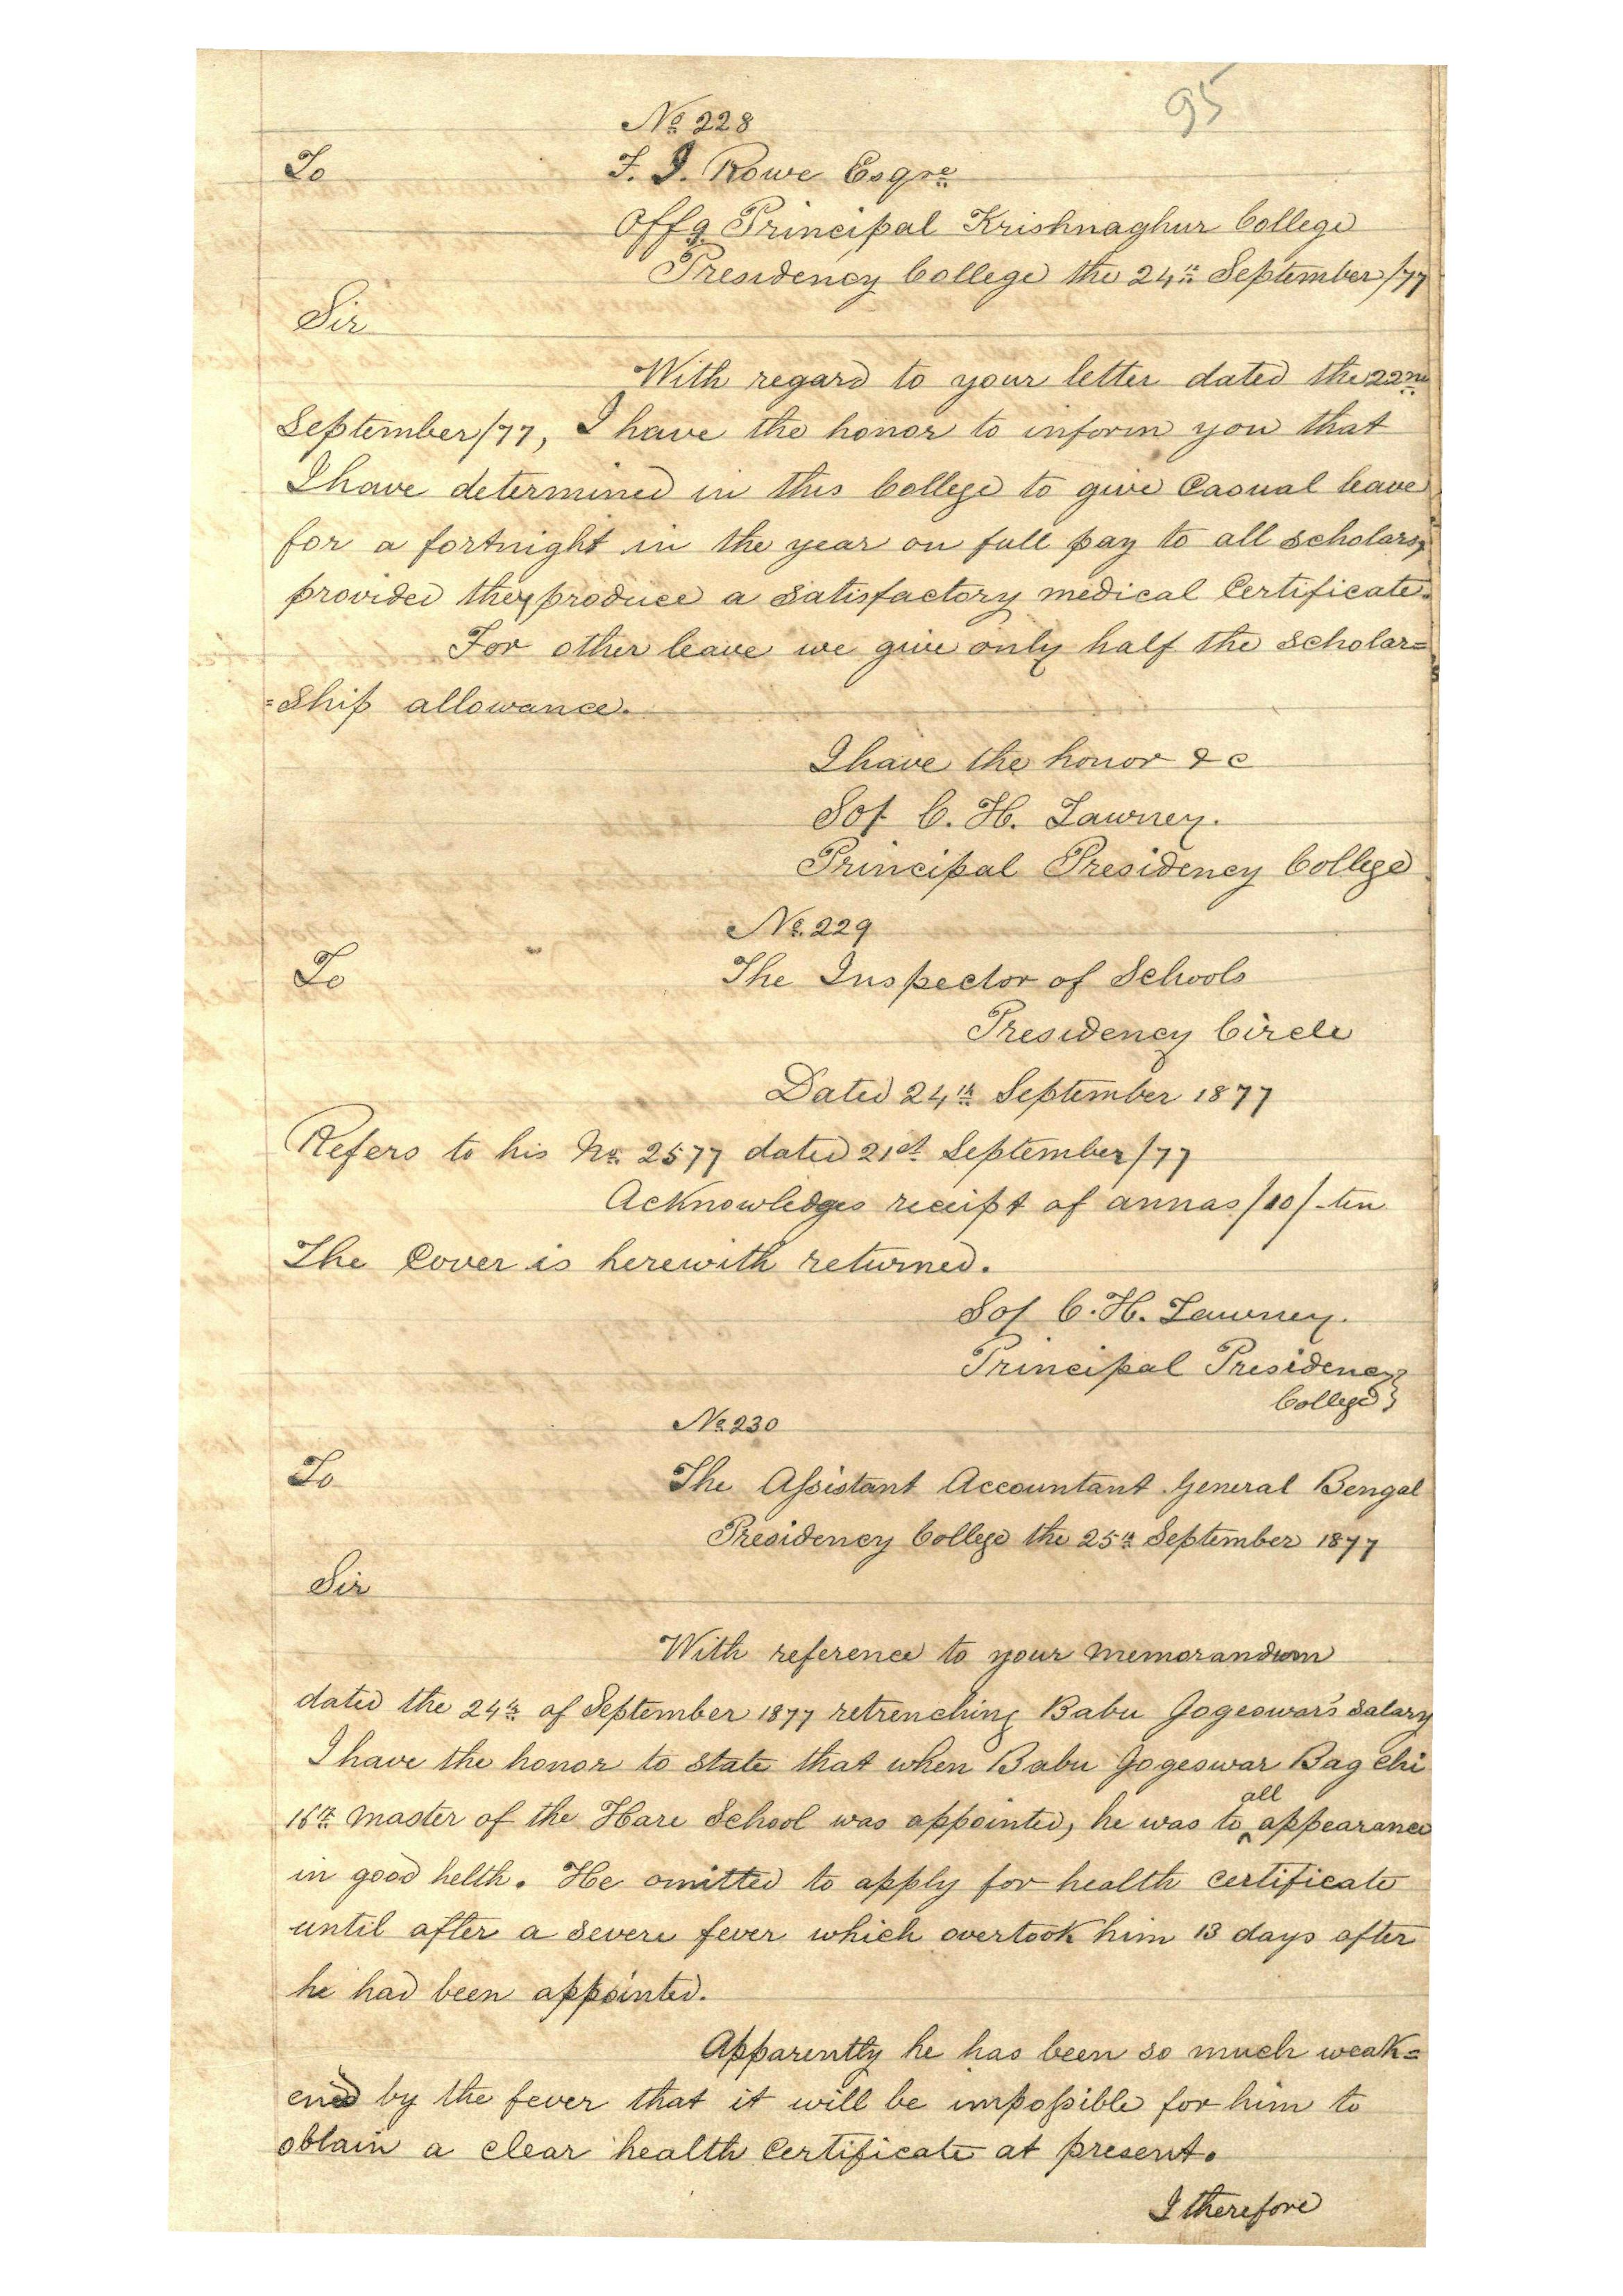 95
No 228
To F. J. Rowe Esqre
Offg Principal Krishnaghur College
Presidency College the 24th September/77
Sir
With regard to your letter dated the 22nd
September/77, I have the honor to inform you that
I have determined in this College to give Casual leave
for a fortnight in the year on full pay to all scholars,
provided they produce a satisfactory medical Certificate.
For other leave we give only half the scholar=
=ship allowance.
I have the honor &c
Sd/ C. H. Tawney.
Principal Presidency College
No. 229
To The Inspector of Schools
Presidency Circle
Dated 24th September 1877
Refers to his No. 2577 dated 21st September/77
Acknowledges receipt of annas /10/- ten
The Cover is herewith returned.
Sd/ C. H. Tawney.
Principal Presidency
College}
No 230
To The Assistant Accountant General Bengal
Presidency College the 25th September 1877
Sir
With reference to your memorandum
dated the 24th of September 1877 retrenching Babu Jogeswar's Salary
I have the honor to state that when Babu Jogeswar Bagchi
16th Master of the Hare School was appointed, he was to all appearance
in good helth. He omitted to apply for health certificate
until after a severe fever which overtook him 13 days after
he had been appointed.
Apparently he has been so much weak=
ened by the fever that it will be impossible for him to
obtain a clear health Certificate at present.
I therefore